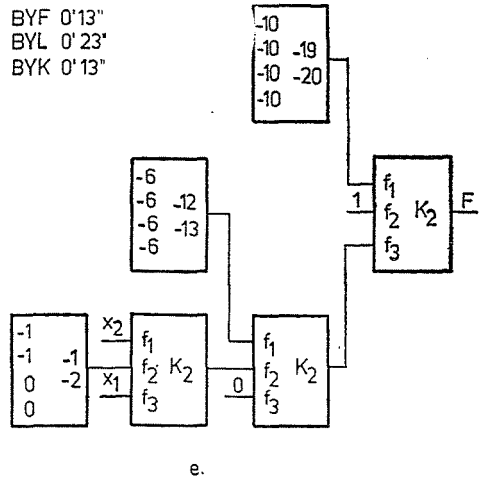 BYF 0'13"
BYL 0'23"
BYK 0'13"
-10
-10 -19
-10 -20
-10
-6
-6 -12
-6 -13
-6
f1
1 f2 K2 F
f3
-1
-1 -1
0 -2
0
x2 f1
f2 K2
x1 f3
f1
f2 K2
0 f3
e.